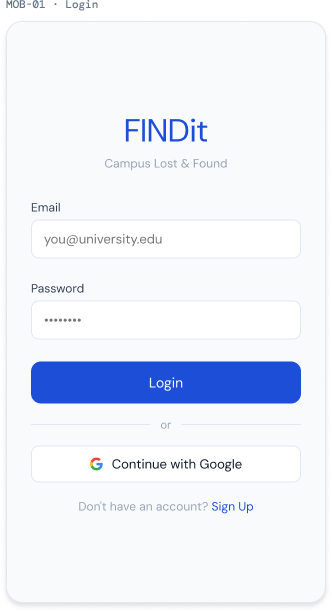 MOB-01 · Login
FINDit
Campus Lost & Found
Email
you@university.edu
Password
••••••••
Login
or
Continue with Google
Don't have an account? Sign Up